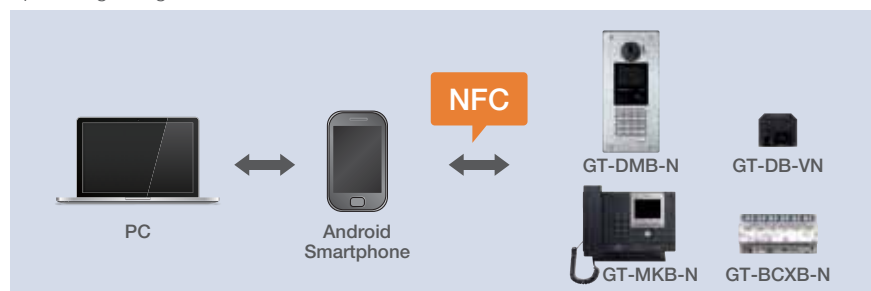 NFC
GT-DMB-N
GT-DB-VN
PC
Android
Smartphone
GT-MKB-N
GT-BCXB-N